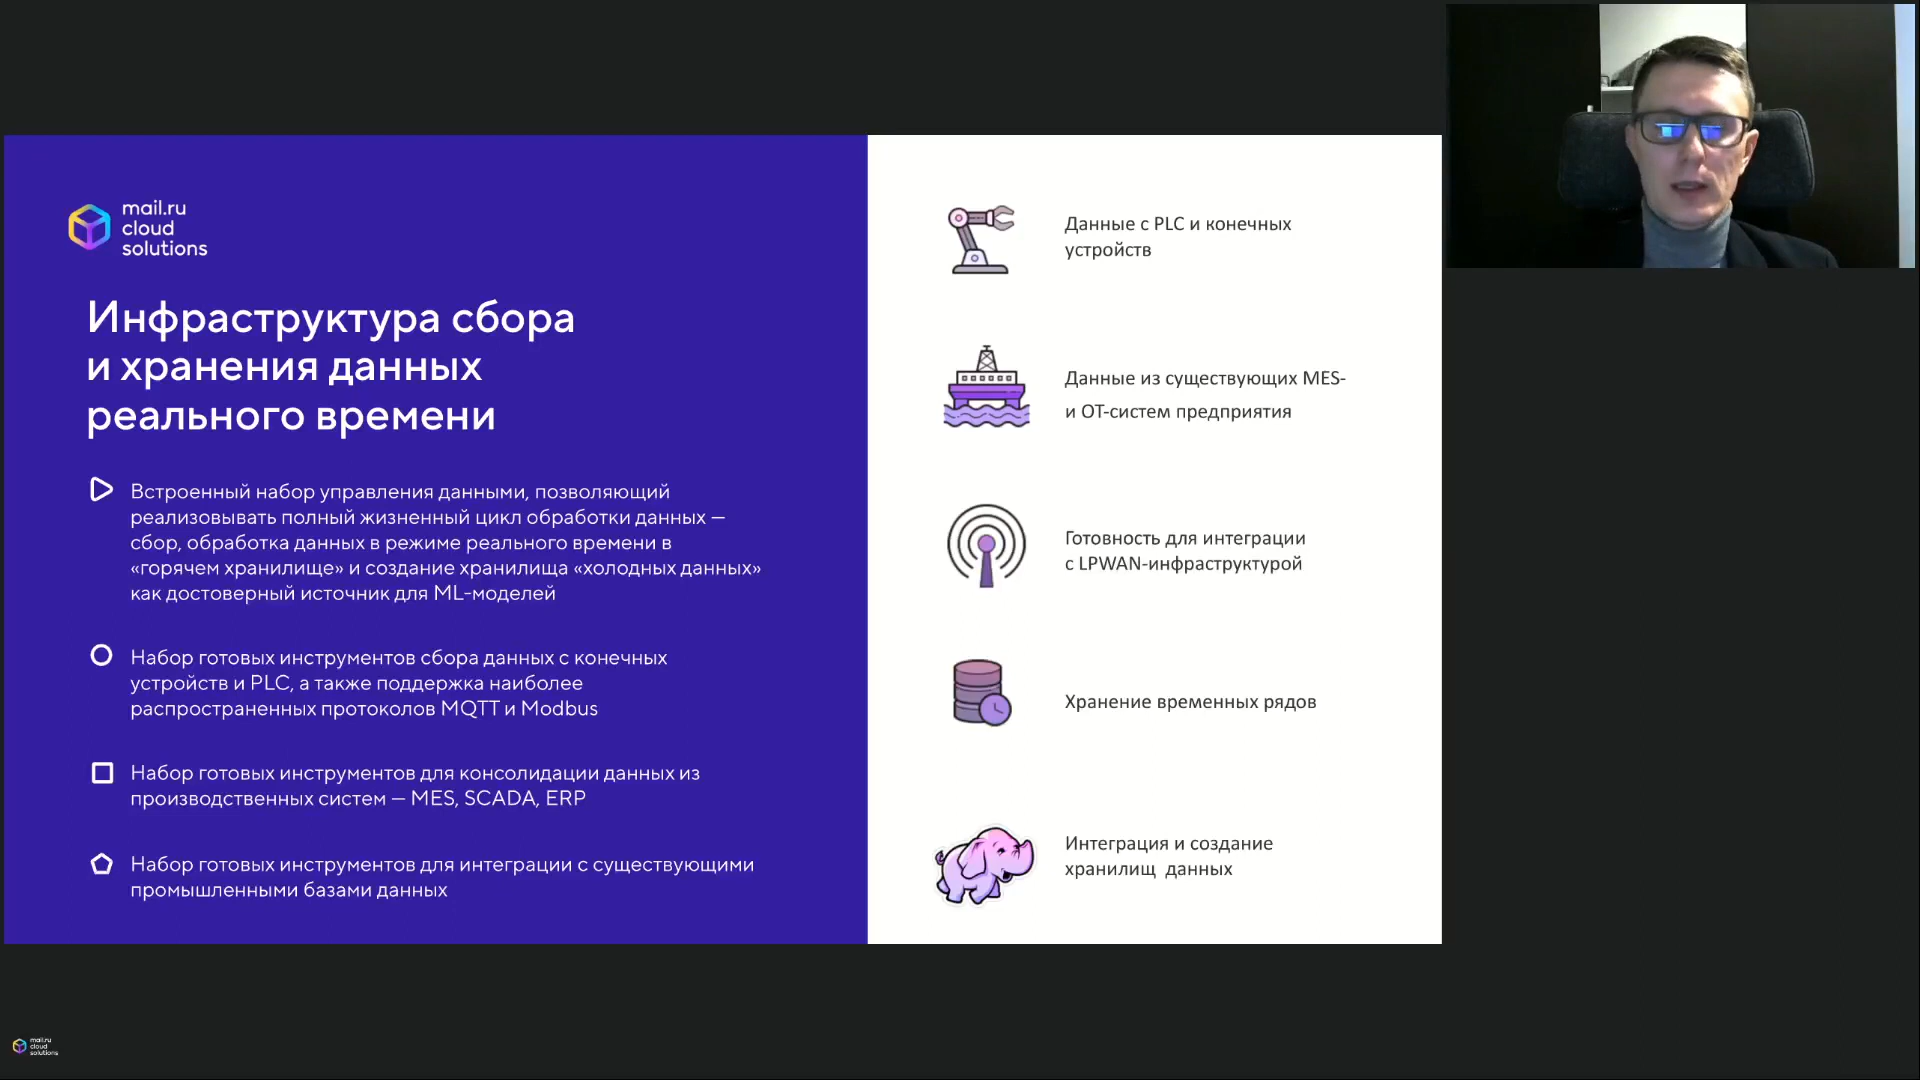 mail.ru
cloud
solutions
Инфраструктура сбора
и хранения данных
реального времени
Встроенный набор управления данными, позволяющий
реализовывать полный жизненный цикл обработки данных —
сбор, обработка данных в режиме реального времени в
«горячем хранилище» и создание хранилища «холодных данных»
как достоверный источник для ML-моделей
Набор готовых инструментов сбора данных с конечных
устройств и PLC, а также поддержка наиболее
распространенных протоколов MQTT и Modbus
Набор готовых инструментов для консолидации данных из
производственных систем — MES, SCADA, ERP
Набор готовых инструментов для интеграции с существующими
промышленными базами данных
Данные с PLC и конечных
устройств
Данные из существующих MES-
и ОТ-систем предприятия
Готовность для интеграции
с LPWAN-инфраструктурой
Хранение временных рядов
Интеграция и создание
хранилищ данных
mail.ru
cloud
solutions